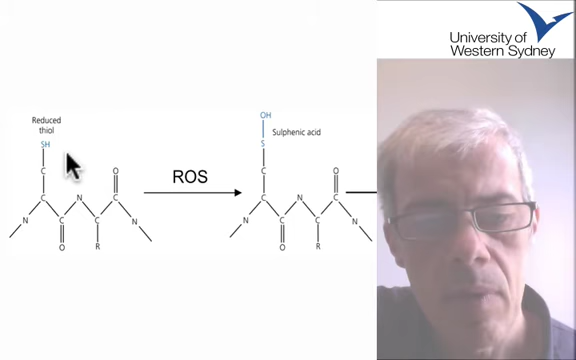 University of
Western Sydney
Reduced
thiol
SH
C
O
C
N
C
N
C
C
N
O
R
ROS
OH
Sulphenic acid
S
C
O
C
N
C
N
C
C
N
O
R